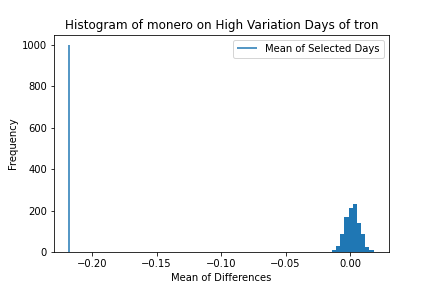 Histogram of monero on High Variation Days of tron
Mean of Selected Days
1000
800
600
400
200
0
Frequency
−0.20 −0.15 −0.10 −0.05 0.00
Mean of Differences